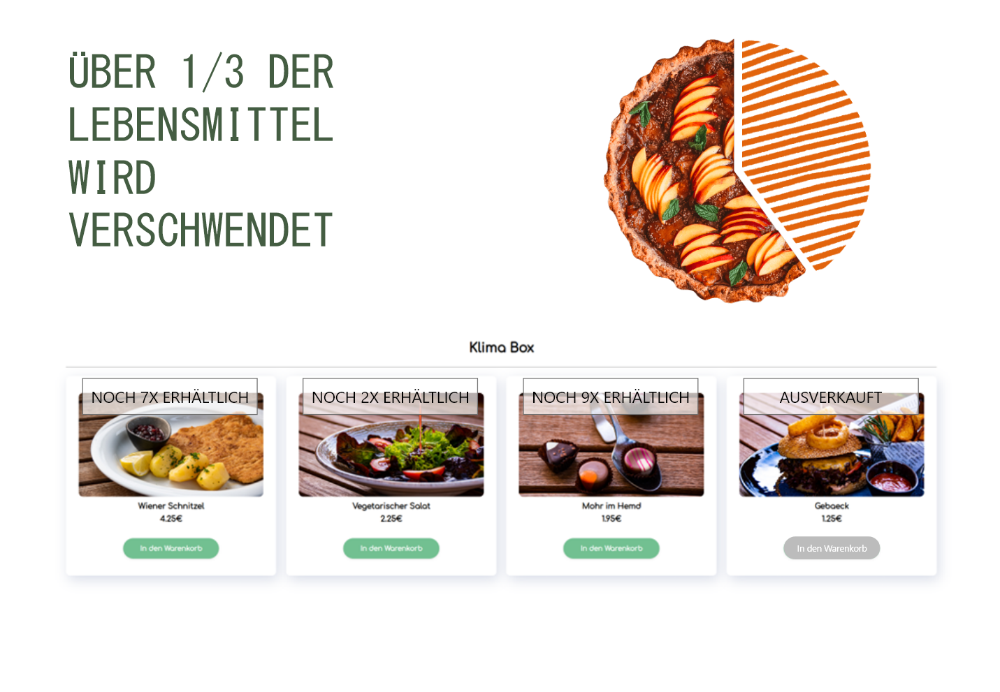 ÜBER 1/3 DER
LEBENSMITTEL
WIRD
VERSCHWENDET
Klima Box
NOCH 7X ERHÄLTLICH
Wiener Schnitzel
4.25€
In den Warenkorb
NOCH 2X ERHÄLTLICH
Vegetarischer Salat
2.25€
In den Warenkorb
NOCH 9X ERHÄLTLICH
Mohr im Hemd
1.95€
In den Warenkorb
AUSVERKAUFT
Gebaeck
1.25€
In den Warenkorb